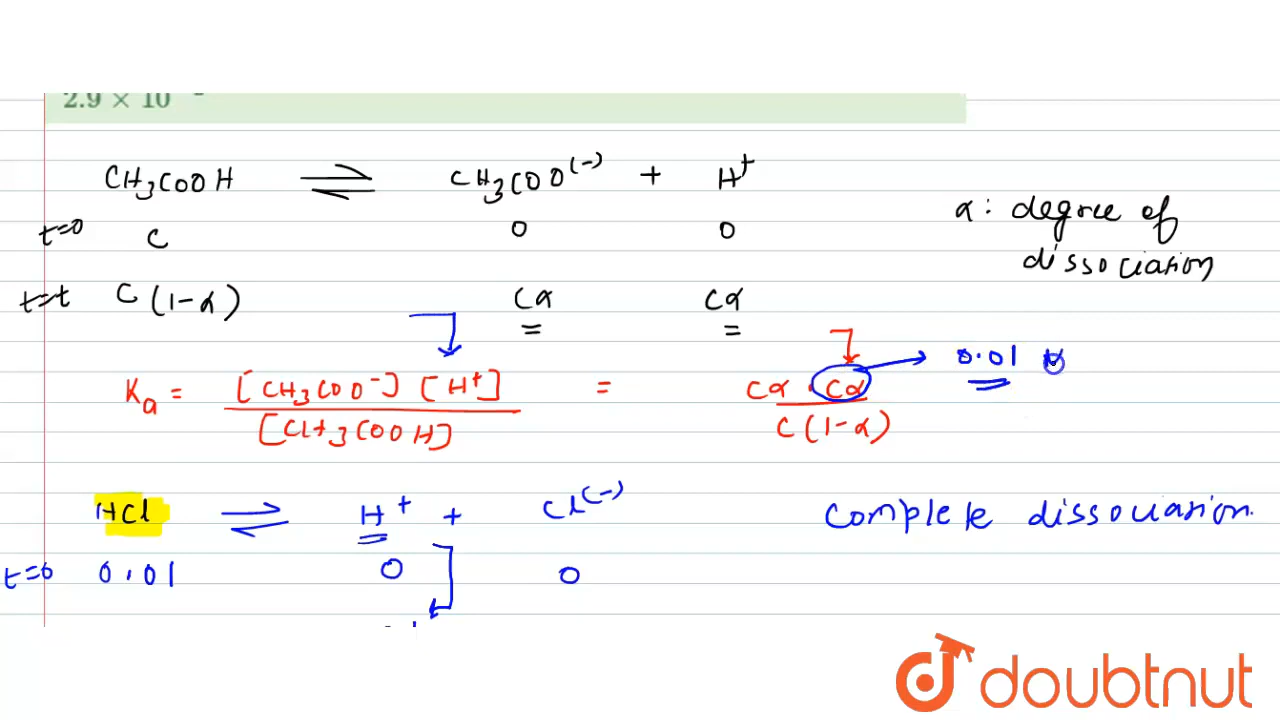 2.9 × 10
CH3COOH ⇌ CH3COO(-) + H+
α: degree of
t=0 C 0 0
dissociation
t=t C(1-α) Cα Cα
0.01 M
Ka = [CH3COO-][H+] = Cα · Cα
[CH3COOH] C(1-α)
HCl ⇌ H+ + Cl(-) Complete dissociation.
t=0 0.01 0 0
doubtnut